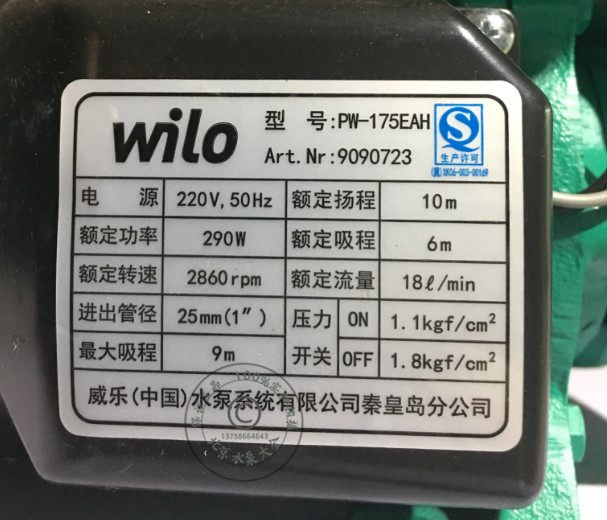 wilo 型 号:PW-175EAH
Art.Nr:9090723
生产许可
(冀)XK06-003-00169
电 源 220V,50Hz 额定扬程 10m
额定功率 290W 额定吸程 6m
额定转速 2860rpm 额定流量 18ℓ/min
进出管径 25mm(1″) 压力 ON 1.1kgf/cm²
最大吸程 9m 开关 OFF 1.8kgf/cm²
威乐(中国)水泵系统有限公司秦皇岛分公司
13758664643